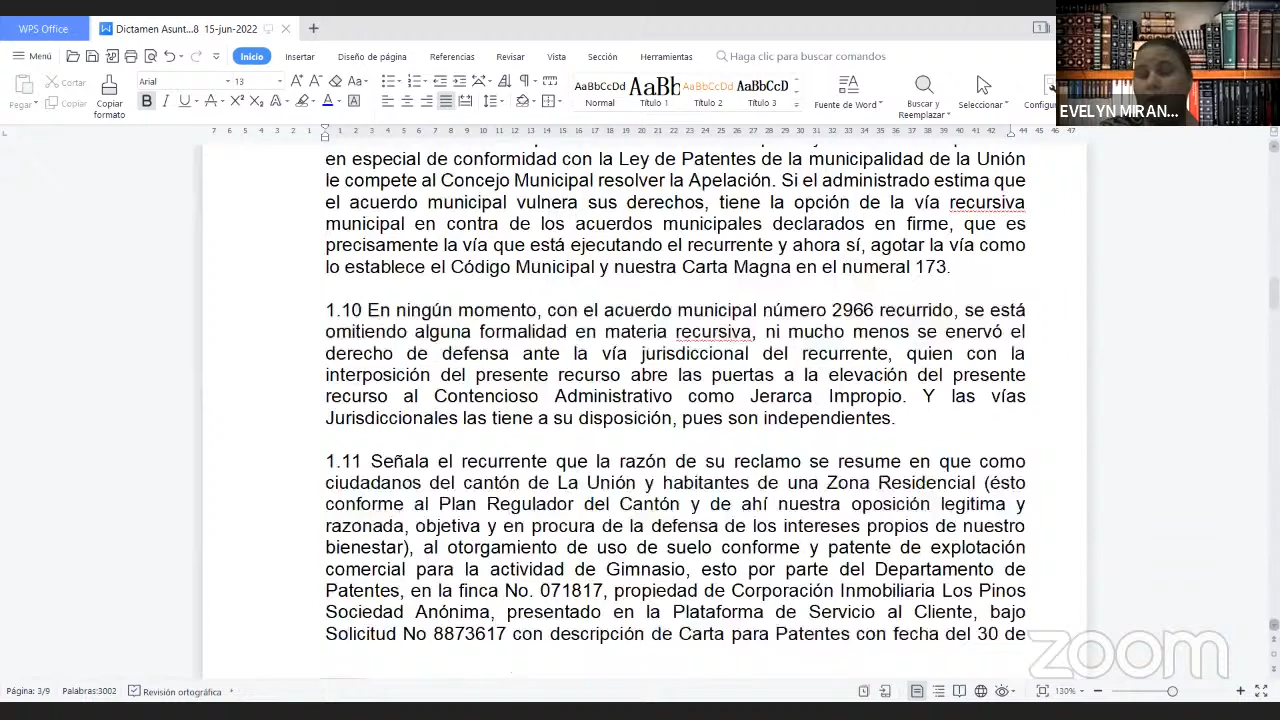 WPS Office
Dictamen Asunt...8 15-jun-2022
Menú
Inicio
Insertar
Diseño de página
Referencias
Revisar
Vista
Sección
Herramientas
Haga clic para buscar comandos
Pegar
Cortar
Copiar
Copiar formato
Arial
13
AaBbCcDd
Normal
AaBb
Título 1
AaBbCcDd
Título 2
AaBbCcD
Título 3
Fuente de Word
Buscar y Reemplazar
Seleccionar
EVELYN MIRAN...
en especial de conformidad con la Ley de Patentes de la municipalidad de la Unión
le compete al Concejo Municipal resolver la Apelación. Si el administrado estima que
el acuerdo municipal vulnera sus derechos, tiene la opción de la vía recursiva
municipal en contra de los acuerdos municipales declarados en firme, que es
precisamente la vía que está ejecutando el recurrente y ahora sí, agotar la vía como
lo establece el Código Municipal y nuestra Carta Magna en el numeral 173.
1.10 En ningún momento, con el acuerdo municipal número 2966 recurrido, se está
omitiendo alguna formalidad en materia recursiva, ni mucho menos se enervó el
derecho de defensa ante la vía jurisdiccional del recurrente, quien con la
interposición del presente recurso abre las puertas a la elevación del presente
recurso al Contencioso Administrativo como Jerarca Impropio. Y las vías
Jurisdiccionales las tiene a su disposición, pues son independientes.
1.11 Señala el recurrente que la razón de su reclamo se resume en que como
ciudadanos del cantón de La Unión y habitantes de una Zona Residencial (ésto
conforme al Plan Regulador del Cantón y de ahí nuestra oposición legitima y
razonada, objetiva y en procura de la defensa de los intereses propios de nuestro
bienestar), al otorgamiento de uso de suelo conforme y patente de explotación
comercial para la actividad de Gimnasio, esto por parte del Departamento de
Patentes, en la finca No. 071817, propiedad de Corporación Inmobiliaria Los Pinos
Sociedad Anónima, presentado en la Plataforma de Servicio al Cliente, bajo
Solicitud No 8873617 con descripción de Carta para Patentes con fecha del 30 de
zoom
Página: 3/9
Palabras:3002
Revisión ortográfica
130%